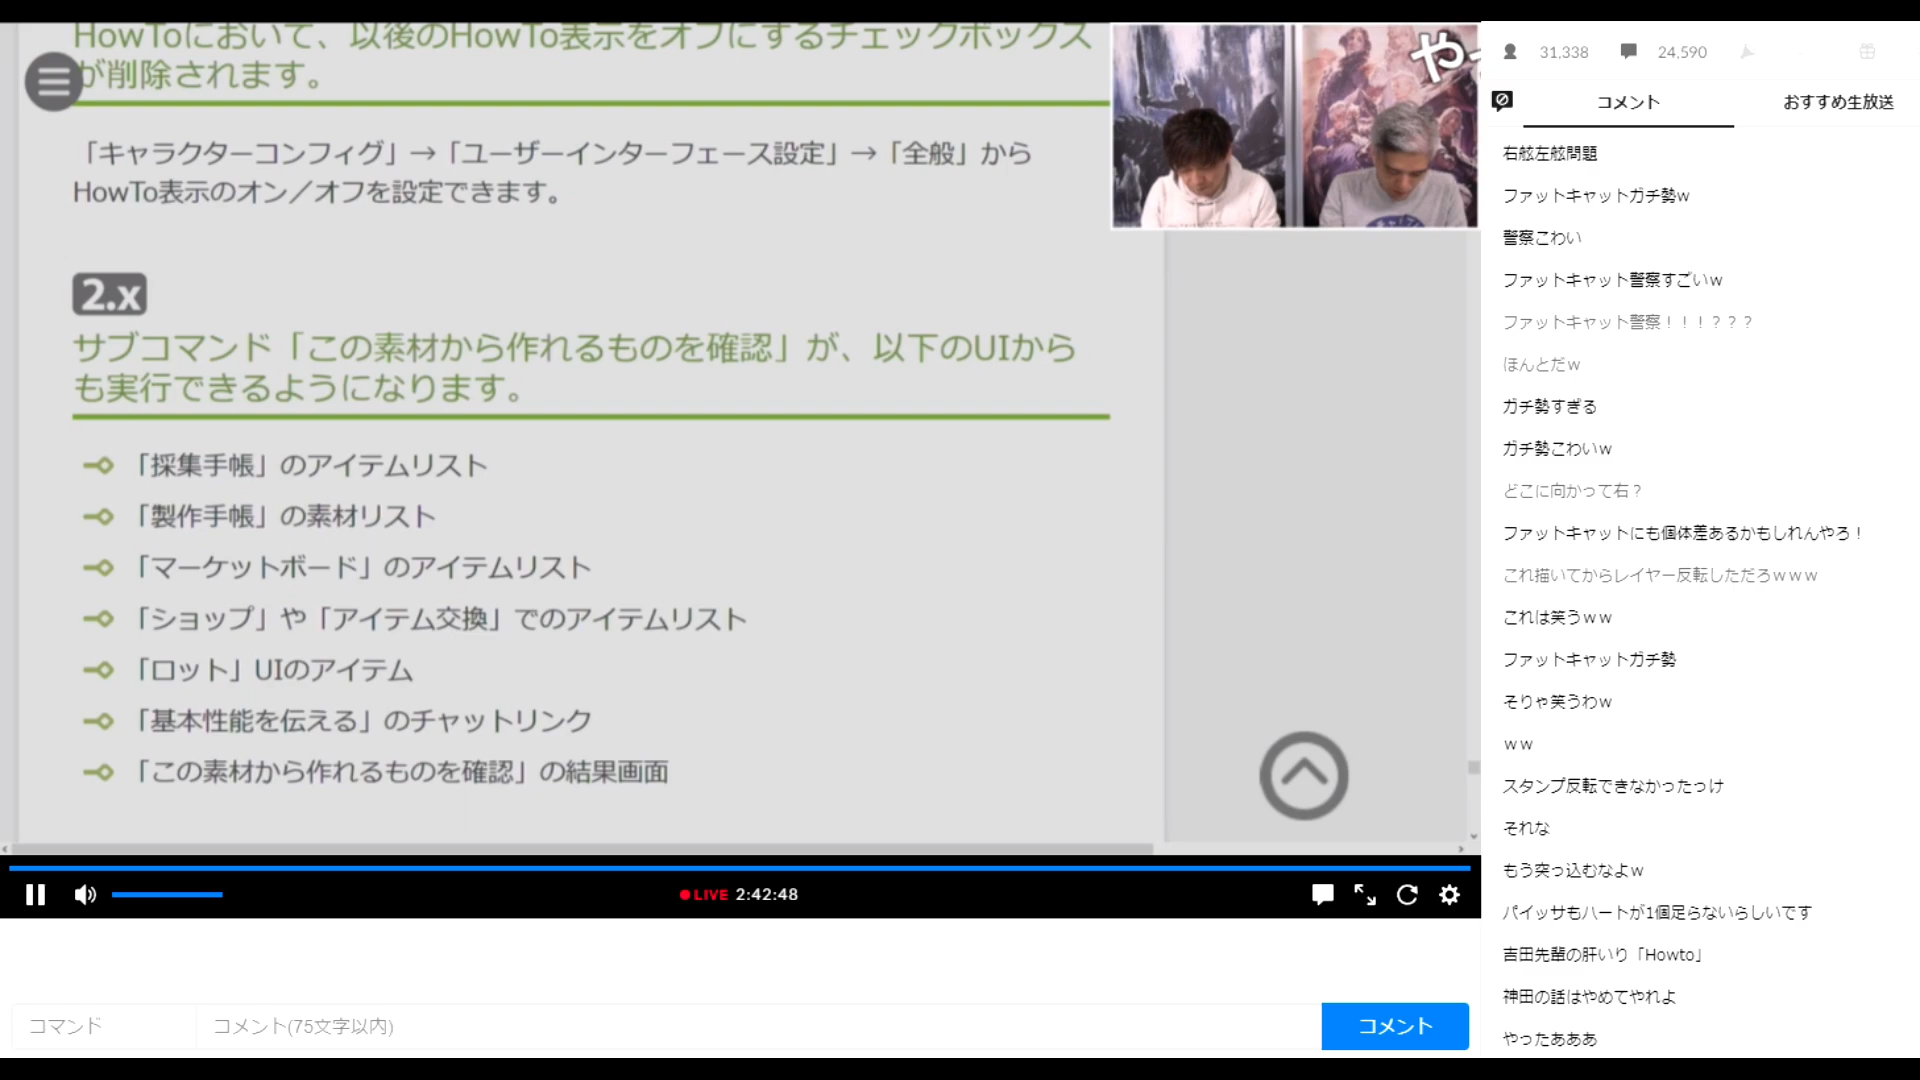 HowToにおいて、以後のHowTo表示をオフにするチェックボックス
が削除されます。
「キャラクターコンフィグ」→「ユーザーインターフェース設定」→「全般」から
HowTo表示のオン／オフを設定できます。
2.x
サブコマンド「この素材から作れるものを確認」が、以下のUIから
も実行できるようになります。
「採集手帳」のアイテムリスト
「製作手帳」の素材リスト
「マーケットボード」のアイテムリスト
「ショップ」や「アイテム交換」でのアイテムリスト
「ロット」UIのアイテム
「基本性能を伝える」のチャットリンク
「この素材から作れるものを確認」の結果画面
やっ
LIVE 2:42:48
コマンド
コメント(75文字以内)
コメント
31,338
24,590
コメント
おすすめ生放送
右舷左舷問題
ファットキャットガチ勢w
警察こわい
ファットキャット警察すごいｗ
ファットキャット警察！！！？？？
ほんとだｗ
ガチ勢すぎる
ガチ勢こわいｗ
どこに向かって右？
ファットキャットにも個体差あるかもしれんやろ！
これ描いてからレイヤー反転しただろｗｗｗ
これは笑うｗｗ
ファットキャットガチ勢
そりゃ笑うわｗ
ｗｗ
スタンプ反転できなかったっけ
それな
もう突っ込むなよｗ
パイッサもハートが1個足らないらしいです
吉田先輩の肝いり「Howto」
神田の話はやめてやれよ
やったあああ